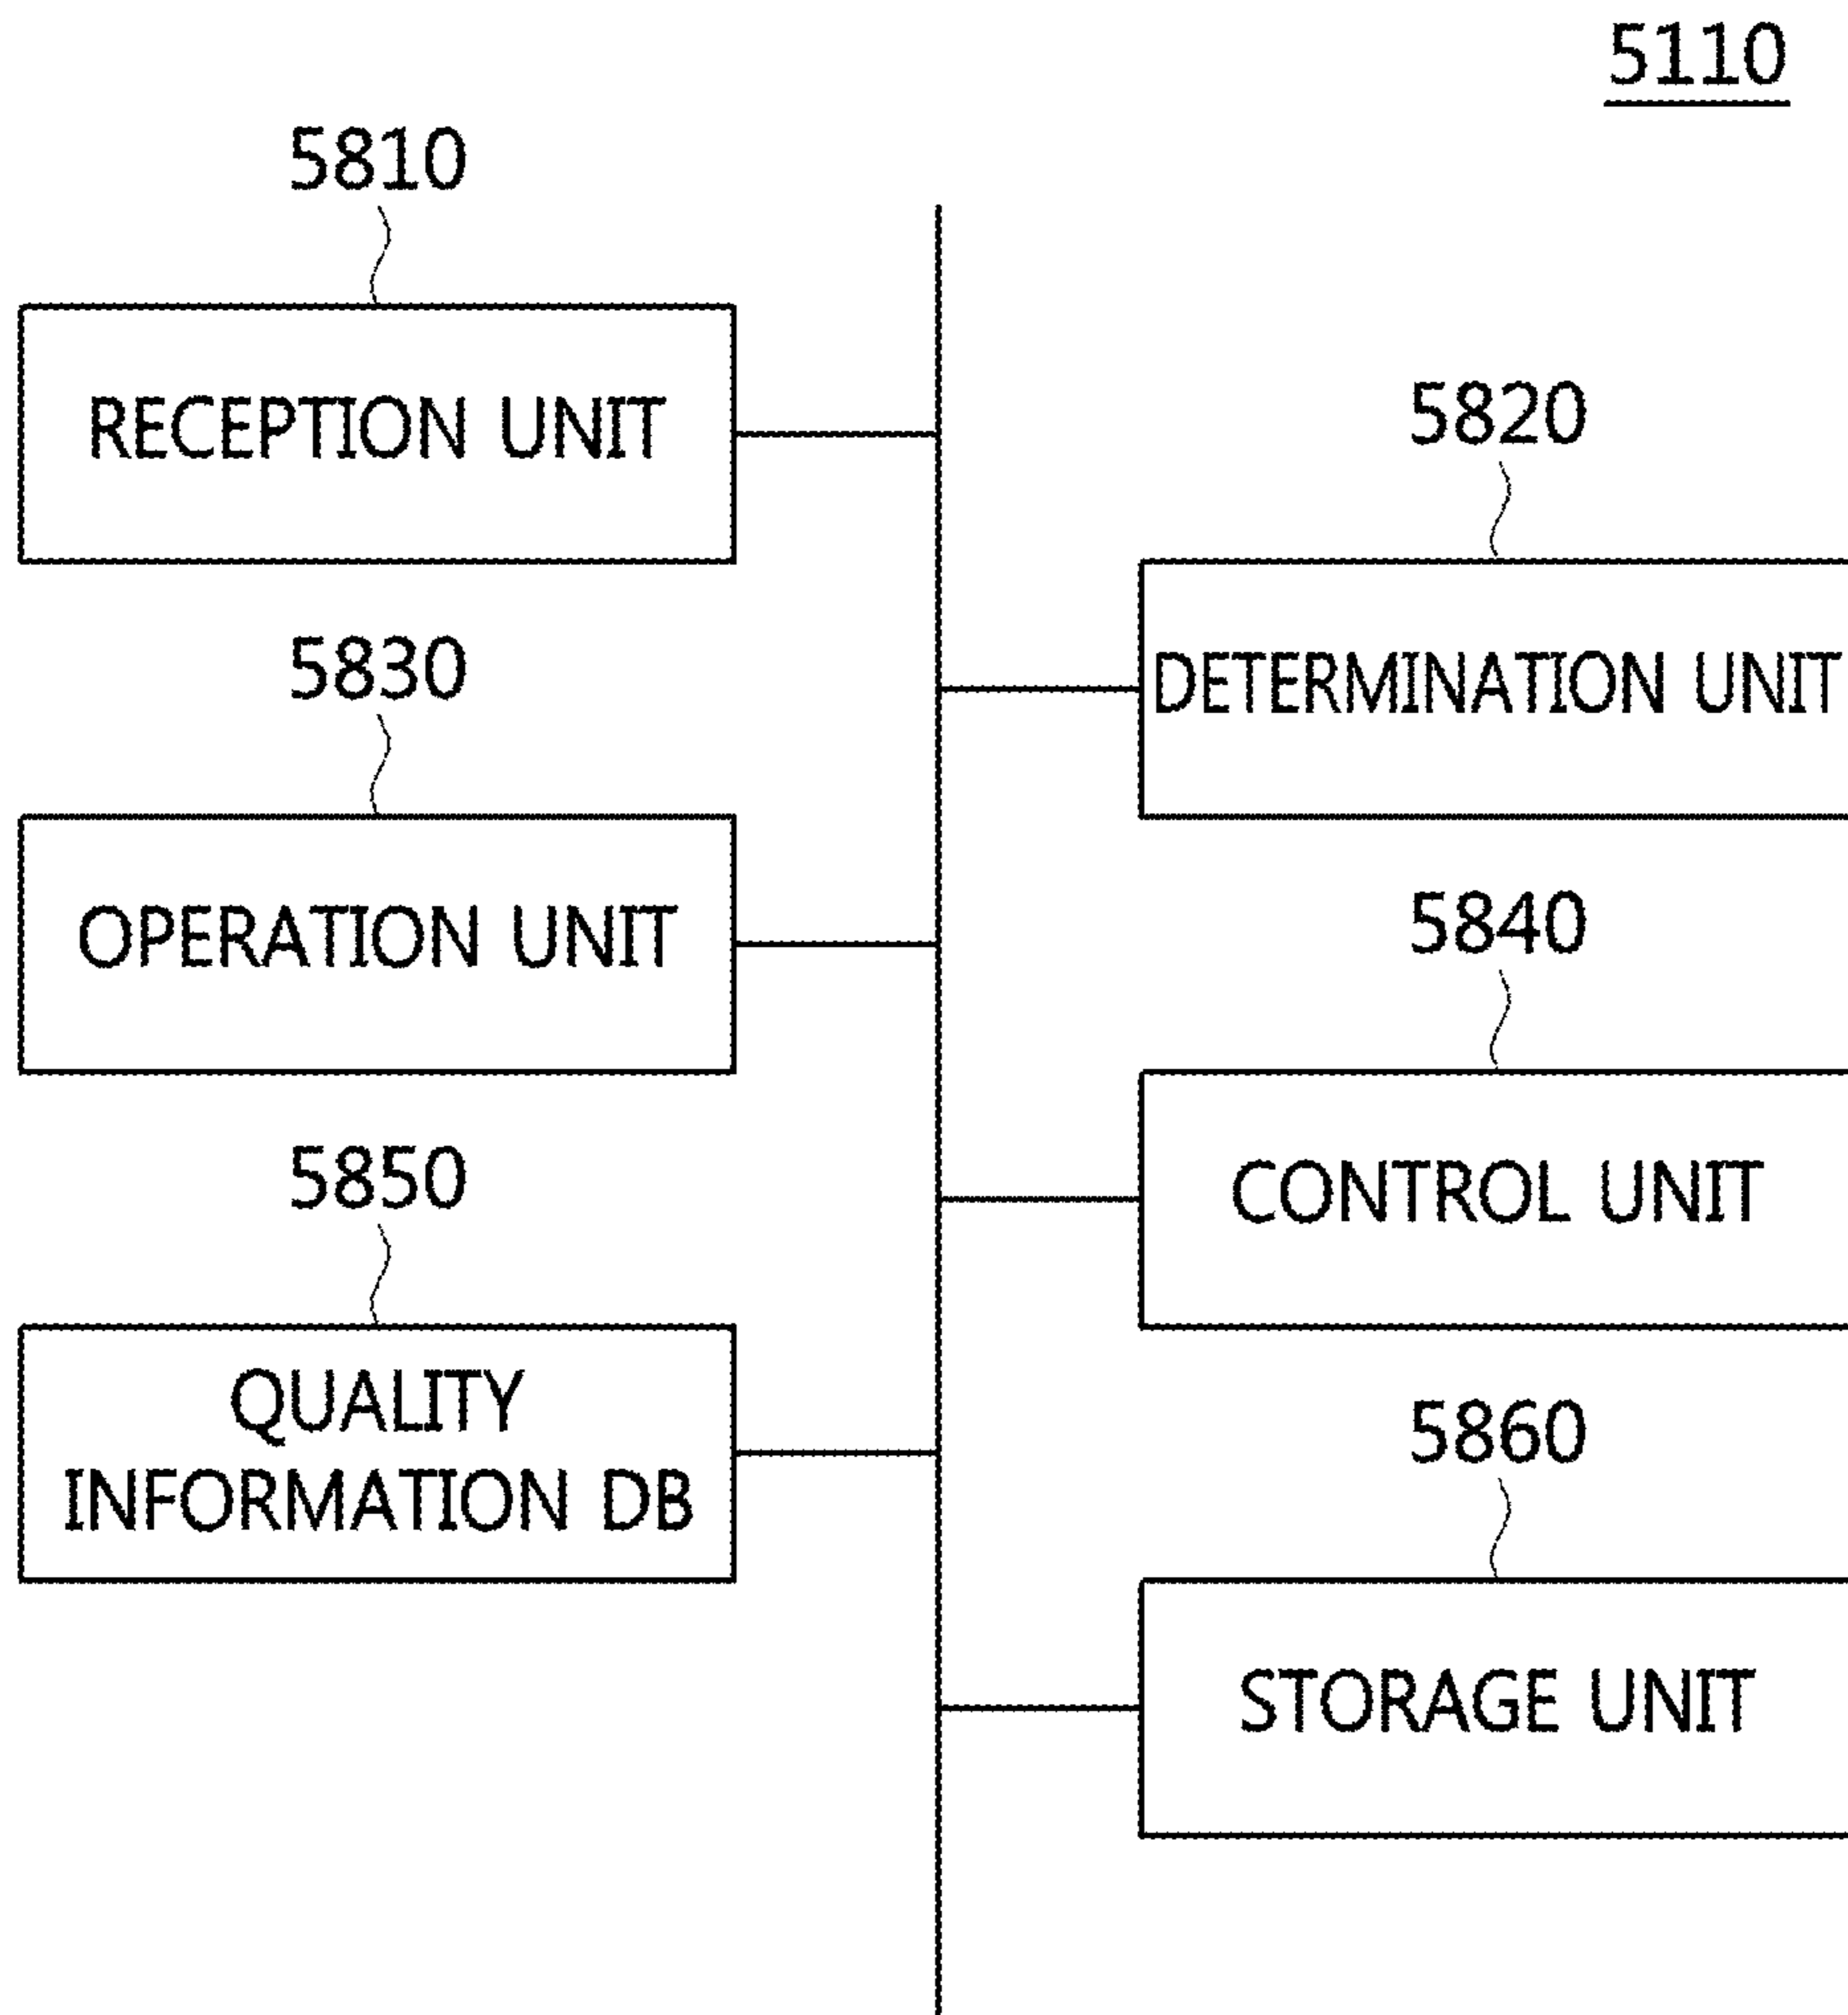 5110
5810
RECEPTION UNIT
5820
DETERMINATION UNIT
5830
OPERATION UNIT
5840
CONTROL UNIT
5850
QUALITY
INFORMATION DB
5860
STORAGE UNIT